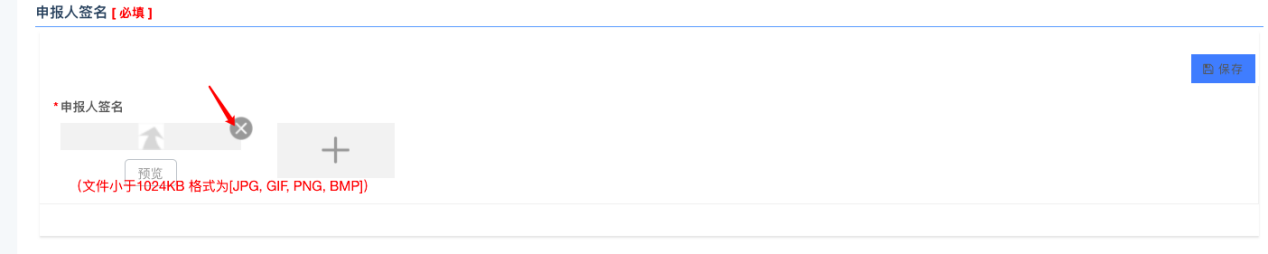 申报人签名 [ 必填 ]
保存
*申报人签名
预览
（文件小于1024KB 格式为[JPG, GIF, PNG, BMP]）